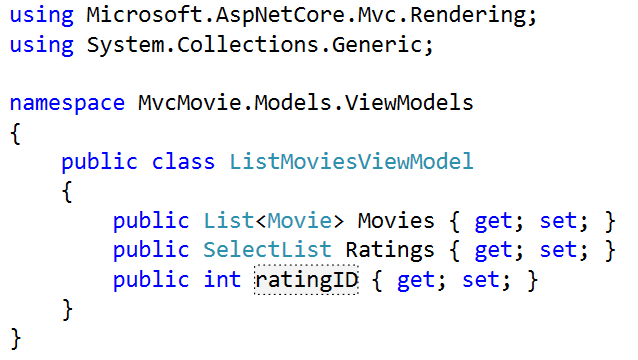 using Microsoft.AspNetCore.Mvc.Rendering;
using System.Collections.Generic;

namespace MvcMovie.Models.ViewModels
{
    public class ListMoviesViewModel
    {
        public List<Movie> Movies { get; set; }
        public SelectList Ratings { get; set; }
        public int ratingID { get; set; }
    }
}